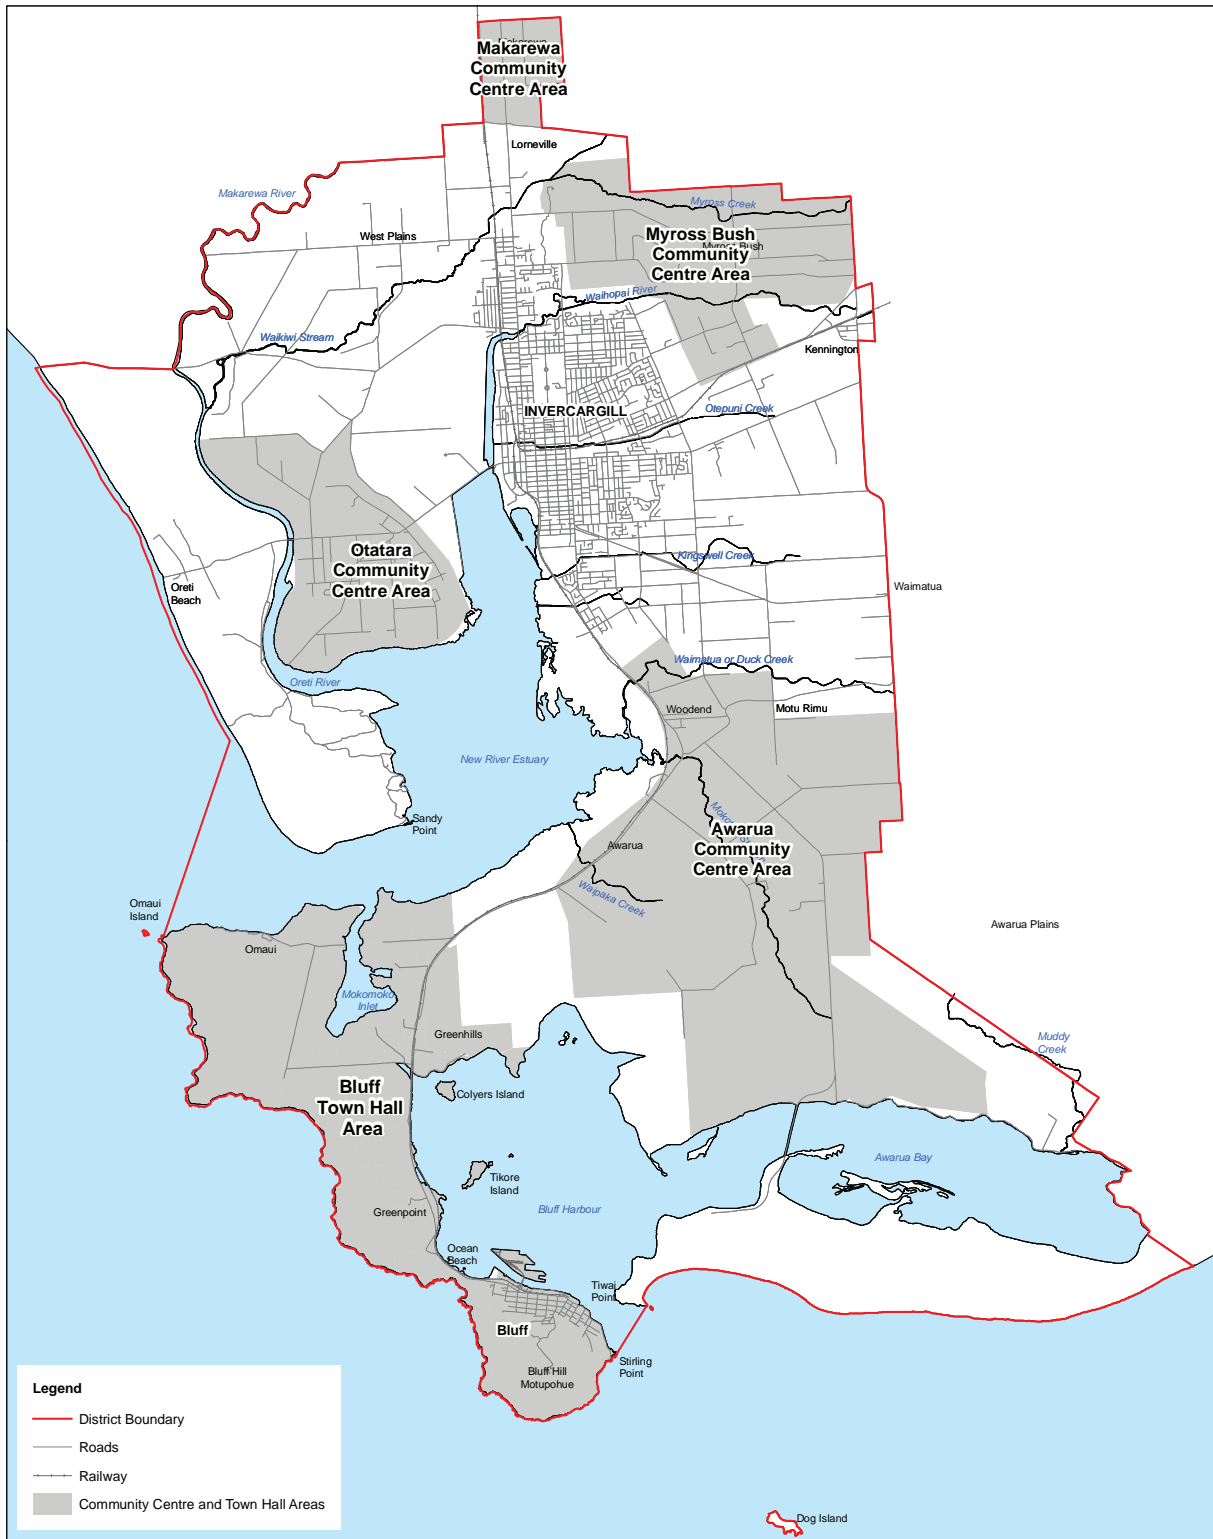 Makarewa
Makarewa
Community
Centre Area
Lorneville
Makarewa River
Myross Creek
West Plains
Myross Bush
Myross Bush
Community
Centre Area
Waihopai River
Waikiwi Stream
Kennington
INVERCARGILL
Otepuni Creek
Otatara
Community
Centre Area
Kingswell Creek
Oreti
Beach
Waimatua
Waimatua or Duck Creek
Oreti River
Woodend
Motu Rimu
New River Estuary
Sandy
Point
Awarua
Awarua
Community
Centre Area
Waipaka Creek
Omaui
Island
Omaui
Awarua Plains
Mokomoko
Inlet
Greenhills
Muddy
Creek
Bluff
Town Hall
Area
Colyers Island
Awarua Bay
Tikore
Island
Greenpoint
Bluff Harbour
Ocean
Beach
Tiwai
Point
Bluff
Stirling
Point
Bluff Hill
Motupohue
Legend
District Boundary
Roads
Railway
Community Centre and Town Hall Areas
Dog Island